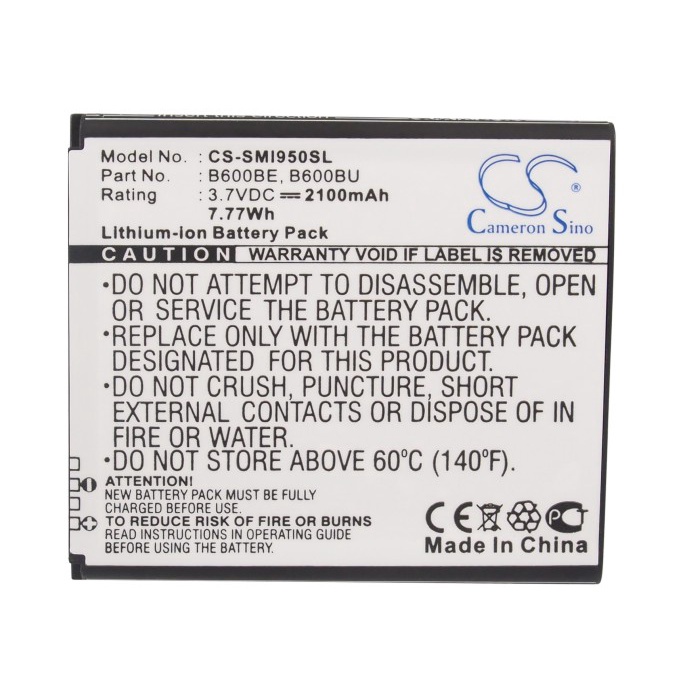 Model No. : CS-SMI950SL
Part No. : B600BE, B600BU
Rating : 3.7VDC 2100mAh
7.77Wh
Lithium-ion Battery Pack
CS
Cameron Sino
CAUTION WARRANTY VOID IF LABEL IS REMOVED
•DO NOT ATTEMPT TO DISASSEMBLE, OPEN
OR SERVICE THE BATTERY PACK.
•REPLACE ONLY WITH THE BATTERY PACK
DESIGNATED FOR THIS PRODUCT.
•DO NOT CRUSH, PUNCTURE, SHORT
EXTERNAL CONTACTS OR DISPOSE OF IN
FIRE OR WATER.
•DO NOT STORE ABOVE 60°C (140°F).
•ATTENTION:
NEW BATTERY PACK MUST BE FULLY
CHARGED BEFORE USED.
•TO REDUCE RISK OF FIRE OR BURNS
READ INSTRUCTIONS IN OPERATING GUIDE
BEFORE USING THIS BATTERY.
CE PCT
Made In China